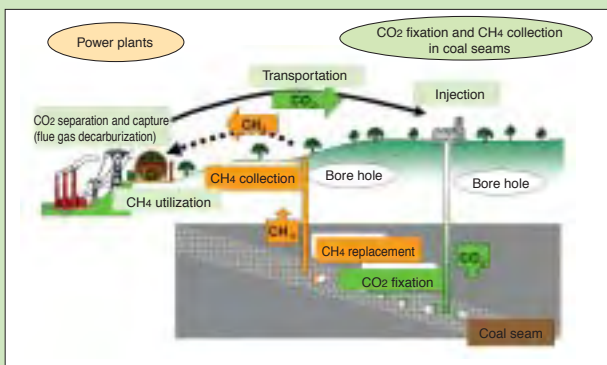 Power plants
CO2 fixation and CH4 collection
in coal seams
Transportation
CO2
Injection
CO2 separation and capture
(flue gas decarburization)
CH4
CH4 collection
Bore hole
Bore hole
CH4 utilization
CH4
CH4 replacement
CO2
CO2 fixation
Coal seam